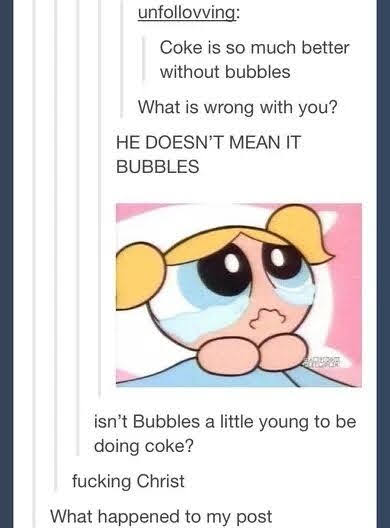 unfollovving:
Coke is so much better
without bubbles
What is wrong with you?
HE DOESN'T MEAN IT
BUBBLES
isn't Bubbles a little young to be
doing coke?
fucking Christ
What happened to my post